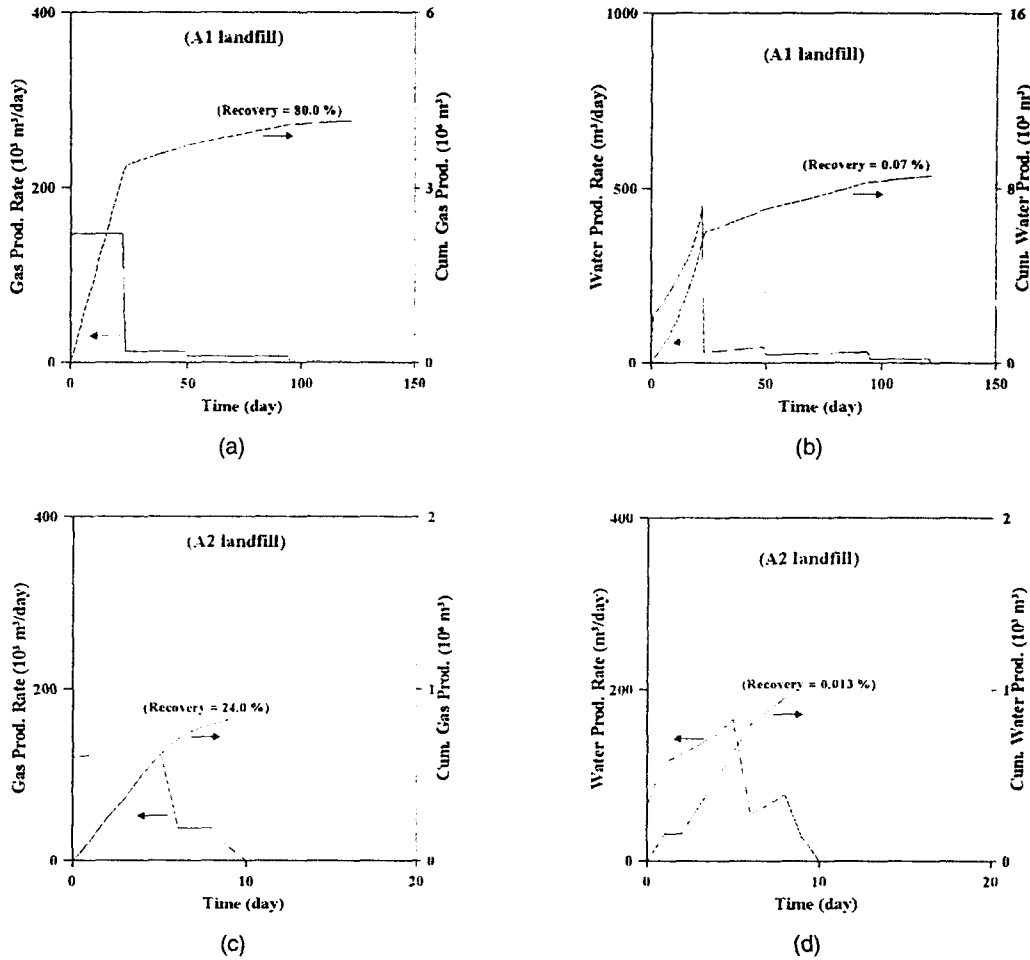 400
6
1000
16
(A1 landfill)
(A1 landfill)
Gas Prod. Rate (10³ m³/day)
Cum. Gas Prod. (10⁶ m³)
Water Prod. Rate (m³/day)
Cum. Water Prod. (10³ m³)
(Recovery = 80.0 %)
(Recovery = 0.07 %)
200
3
500
8
0
0
0
0
0
50
100
150
0
50
100
150
Time (day)
Time (day)
(a)
(b)
400
2
400
2
(A2 landfill)
(A2 landfill)
Gas Prod. Rate (10³ m³/day)
Cum. Gas Prod. (10⁶ m³)
Water Prod. Rate (m³/day)
Cum. Water Prod. (10³ m³)
(Recovery = 24.0 %)
(Recovery = 0.013 %)
200
1
200
1
0
0
0
0
0
10
20
0
10
20
Time (day)
Time (day)
(c)
(d)